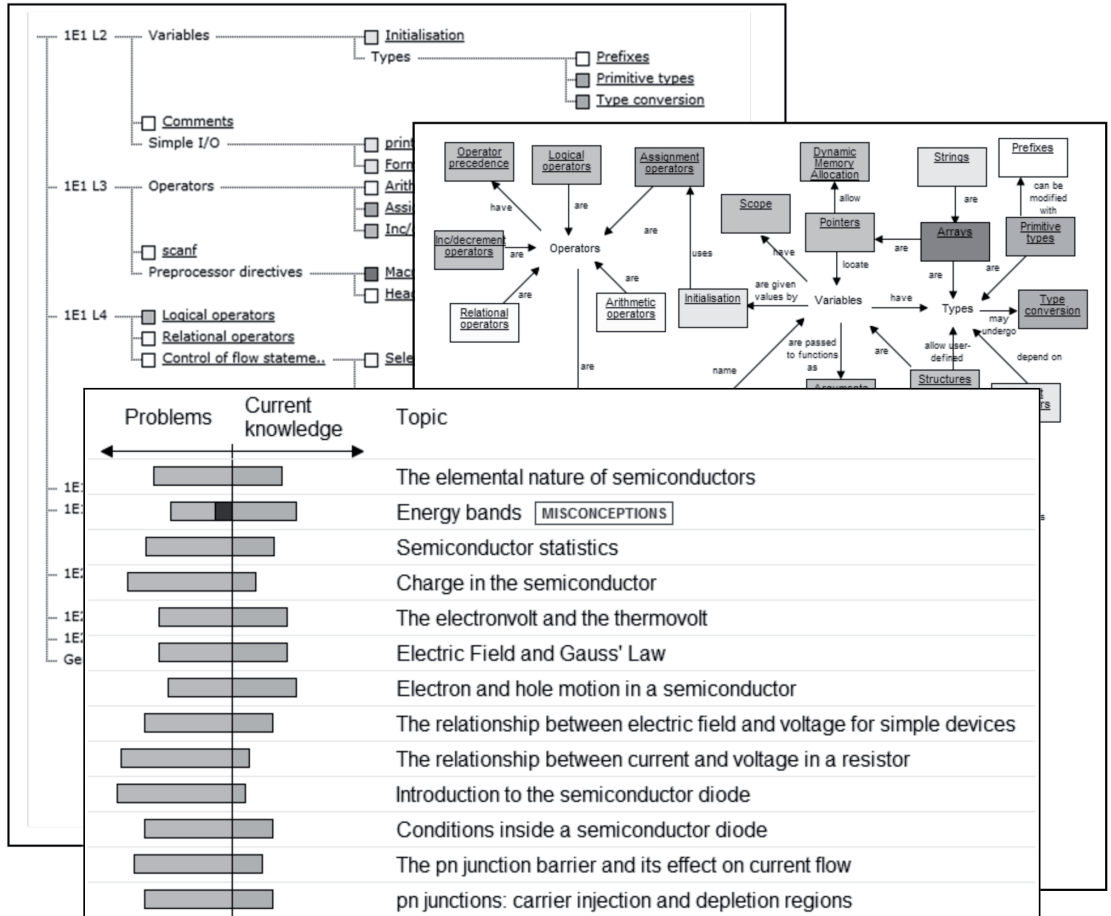 1E1 L2
Variables
Initialisation
Types
Prefixes
Primitive types
Type conversion
Comments
Simple I/O
1E1 L3
Operators
scanf
Preprocessor directives
1E1 L4
Logical operators
Relational operators
Control of flow stateme..
Operator
precedence
Logical
operators
Assignment
operators
Dynamic
Memory
Allocation
Strings
Prefixes
have
are
are
allow
are
can be
modified
with
Scope
Pointers
Arrays
Primitive
types
Inc/decrement
operators
are
Operators
uses
have
locate
are
are
are
are
are
Relational
operators
Arithmetic
operators
Initialisation
are given
values by
Variables
have
Types
may
undergo
Type
conversion
are
name
are passed
to functions
as
are
allow user-
defined
depend on
Arguments
Structures
Problems
Current
knowledge
Topic
The elemental nature of semiconductors
Energy bands MISCONCEPTIONS
Semiconductor statistics
Charge in the semiconductor
The electronvolt and the thermovolt
Electric Field and Gauss' Law
Electron and hole motion in a semiconductor
The relationship between electric field and voltage for simple devices
The relationship between current and voltage in a resistor
Introduction to the semiconductor diode
Conditions inside a semiconductor diode
The pn junction barrier and its effect on current flow
pn junctions: carrier injection and depletion regions